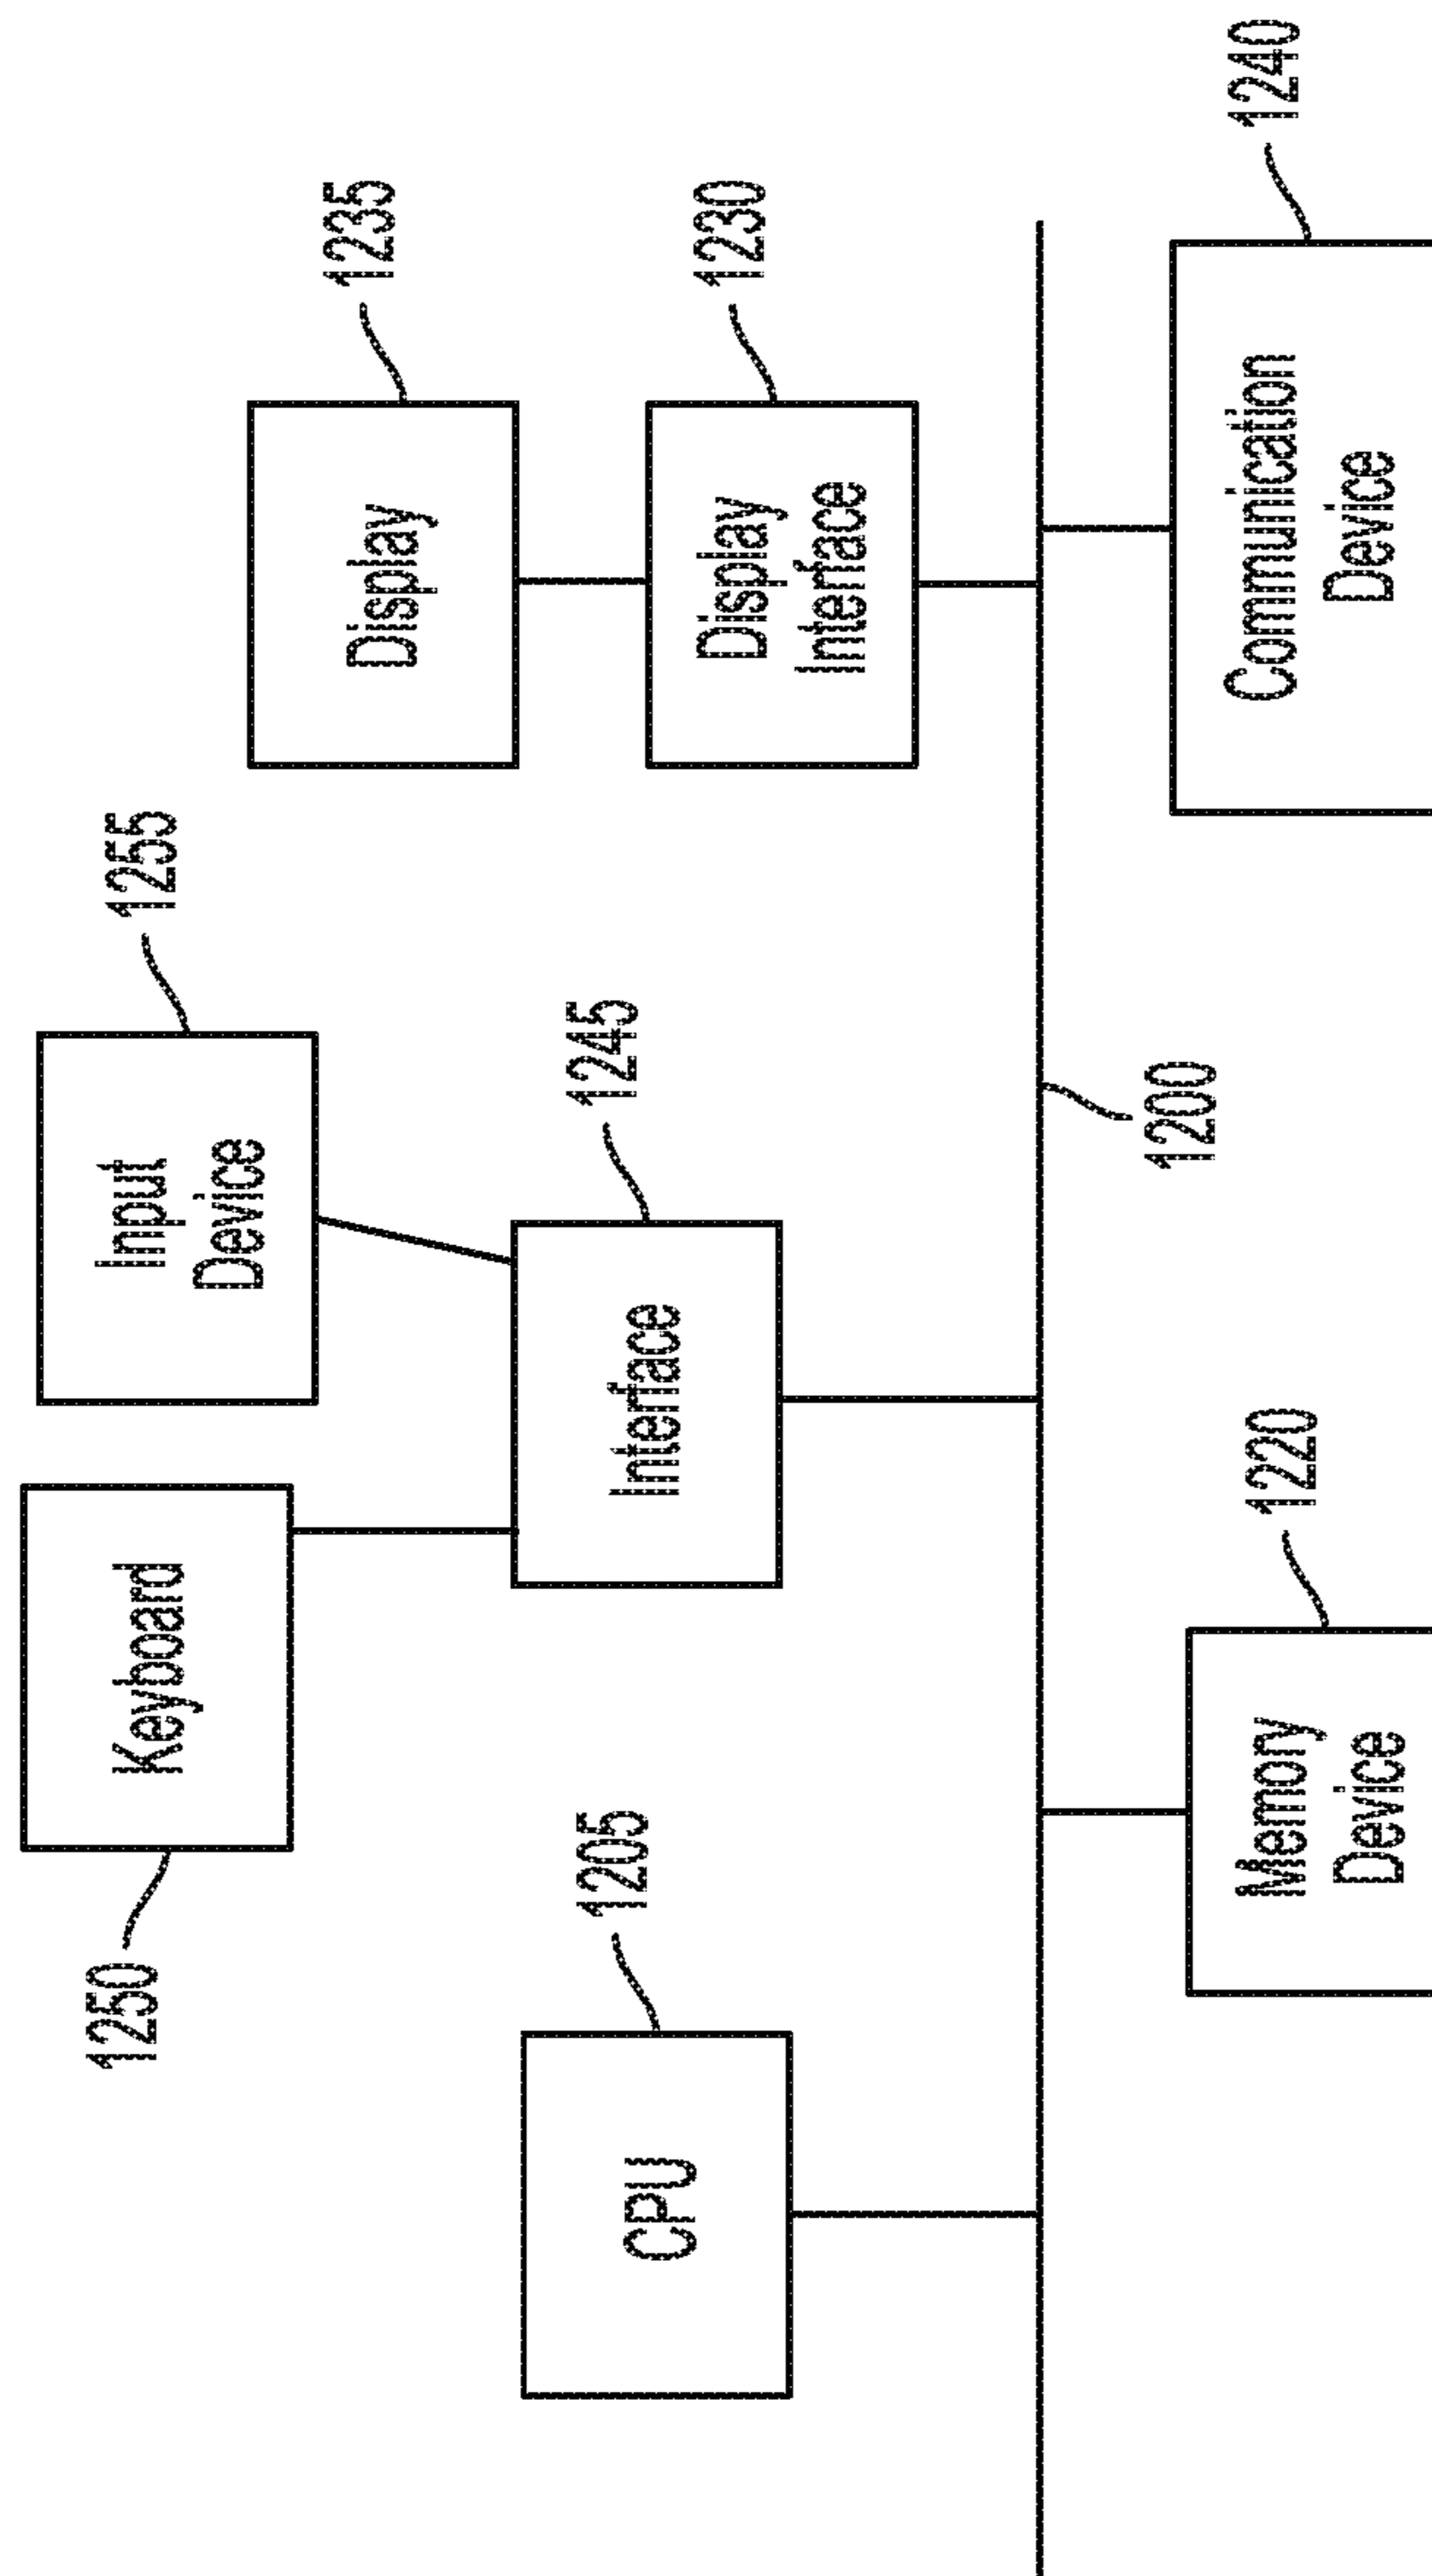 1250
Keyboard
Input
Device
1255
Display
1235
CPU
1205
Interface
1245
Display
Interface
1230
1200
Memory
Device
1220
Communication
Device
1240